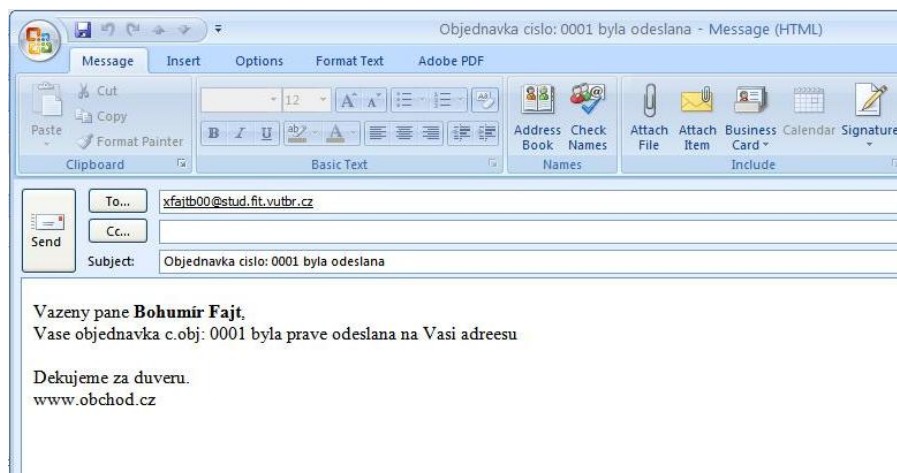 Objednavka cislo: 0001 byla odeslana - Message (HTML)
Message Insert Options Format Text Adobe PDF
Cut
Copy
Format Painter
Paste
12
B I U
Address Book
Check Names
Attach File
Attach Item
Business Card
Calendar
Signature
Clipboard Basic Text Names Include
To... xfajtb00@stud.fit.vutbr.cz
Cc...
Send
Subject: Objednavka cislo: 0001 byla odeslana
Vazeny pane Bohumír Fajt,
Vase objednavka c.obj: 0001 byla prave odeslana na Vasi adreesu
Dekujeme za duveru.
www.obchod.cz